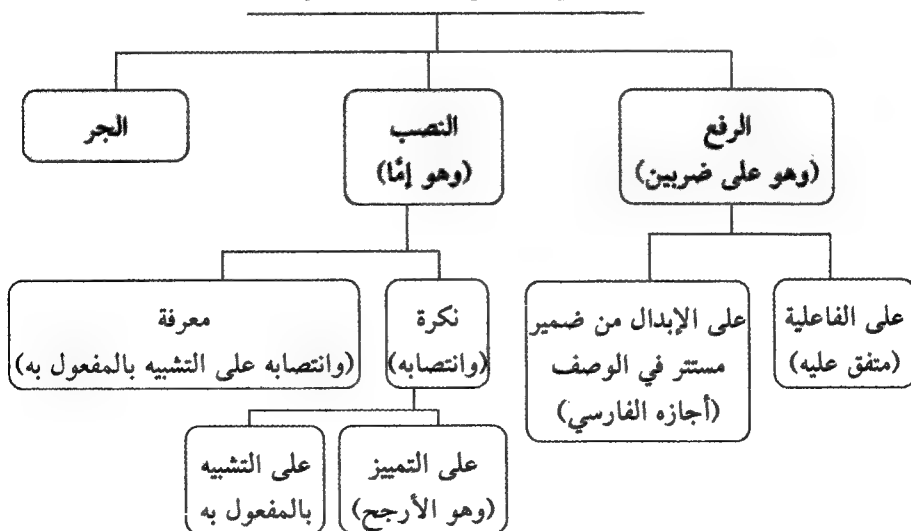 الرفع
(وهو على ضربين)
النصب
(وهو إمَّا)
الجر
على الفاعلية
(متفق عليه)
على الإبدال من ضمير
مستتر في الوصف
(أجازه الفارسي)
نكرة
(وانتصابه)
معرفة
(وانتصابه على التشبيه بالمفعول به)
على التمييز
(وهو الأرجح)
على التشبيه
بالمفعول به